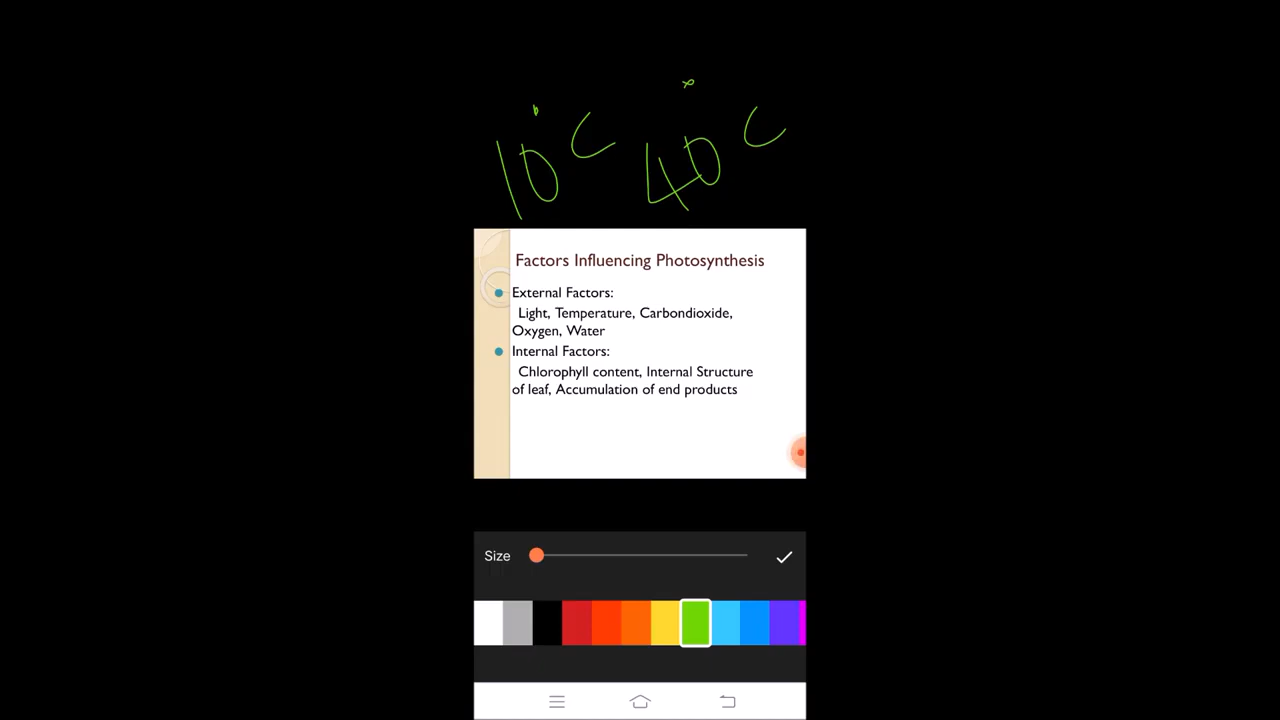 10°C 40°C
Factors Influencing Photosynthesis
External Factors:
Light, Temperature, Carbondioxide,
Oxygen, Water
Internal Factors:
Chlorophyll content, Internal Structure
of leaf, Accumulation of end products
Size